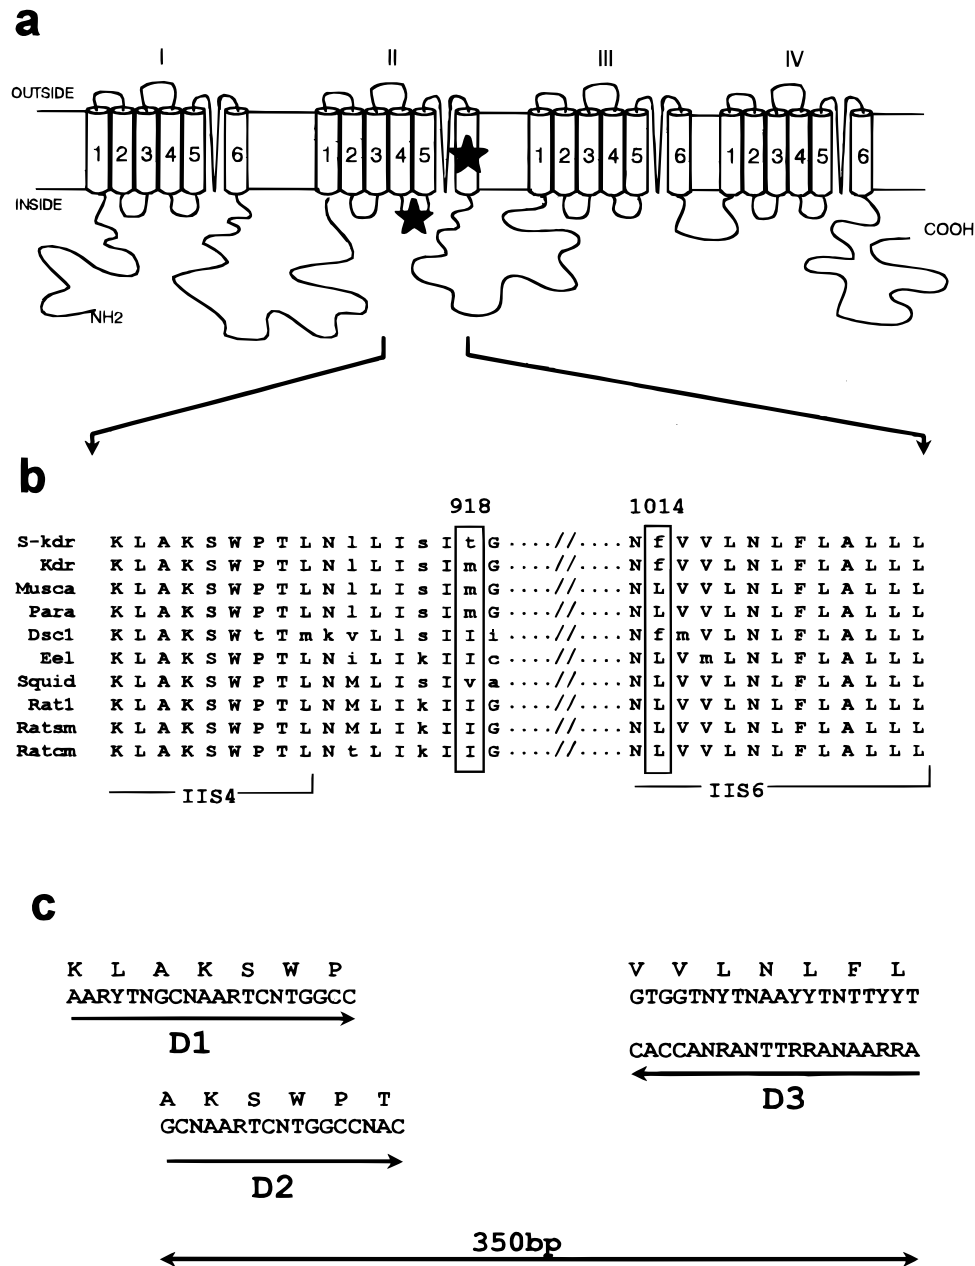 a
I II III IV
OUTSIDE
1 2 3 4 5 6 1 2 3 4 5 1 2 3 4 5 6 1 2 3 4 5 6
INSIDE
COOH
NH2
b
918 1014
S-kdr K L A K S W P T L N l L I s I t G ....//.... N f V V L N L F L A L L L
Kdr K L A K S W P T L N l L I s I m G ....//.... N f V V L N L F L A L L L
Musca K L A K S W P T L N l L I s I m G ....//.... N L V V L N L F L A L L L
Para K L A K S W P T L N l L I s I m G ....//.... N L V V L N L F L A L L L
Dsc1 K L A K S W t T m k v L l s I I i ....//.... N f m V L N L F L A L L L
Eel K L A K S W P T L N i L I k I I c ....//.... N L V m L N L F L A L L L
Squid K L A K S W P T L N M L I s I v a ....//.... N L V V L N L F L A L L L
Rat1 K L A K S W P T L N M L I k I I G ....//.... N L V V L N L F L A L L L
Ratsm K L A K S W P T L N M L I k I I G ....//.... N L V V L N L F L A L L L
Ratcm K L A K S W P T L N t L I k I I G ....//.... N L V V L N L F L A L L L
IIS4 IIS6
c
K L A K S W P
AARYTNGCNAARTCNTGGCC
D1
V V L N L F L
GTGGTNYTNAAYYTNTTYYT
CACCANRANTTRRANAARRA
D3
A K S W P T
GCNAARTCNTGGCCNAC
D2
350bp